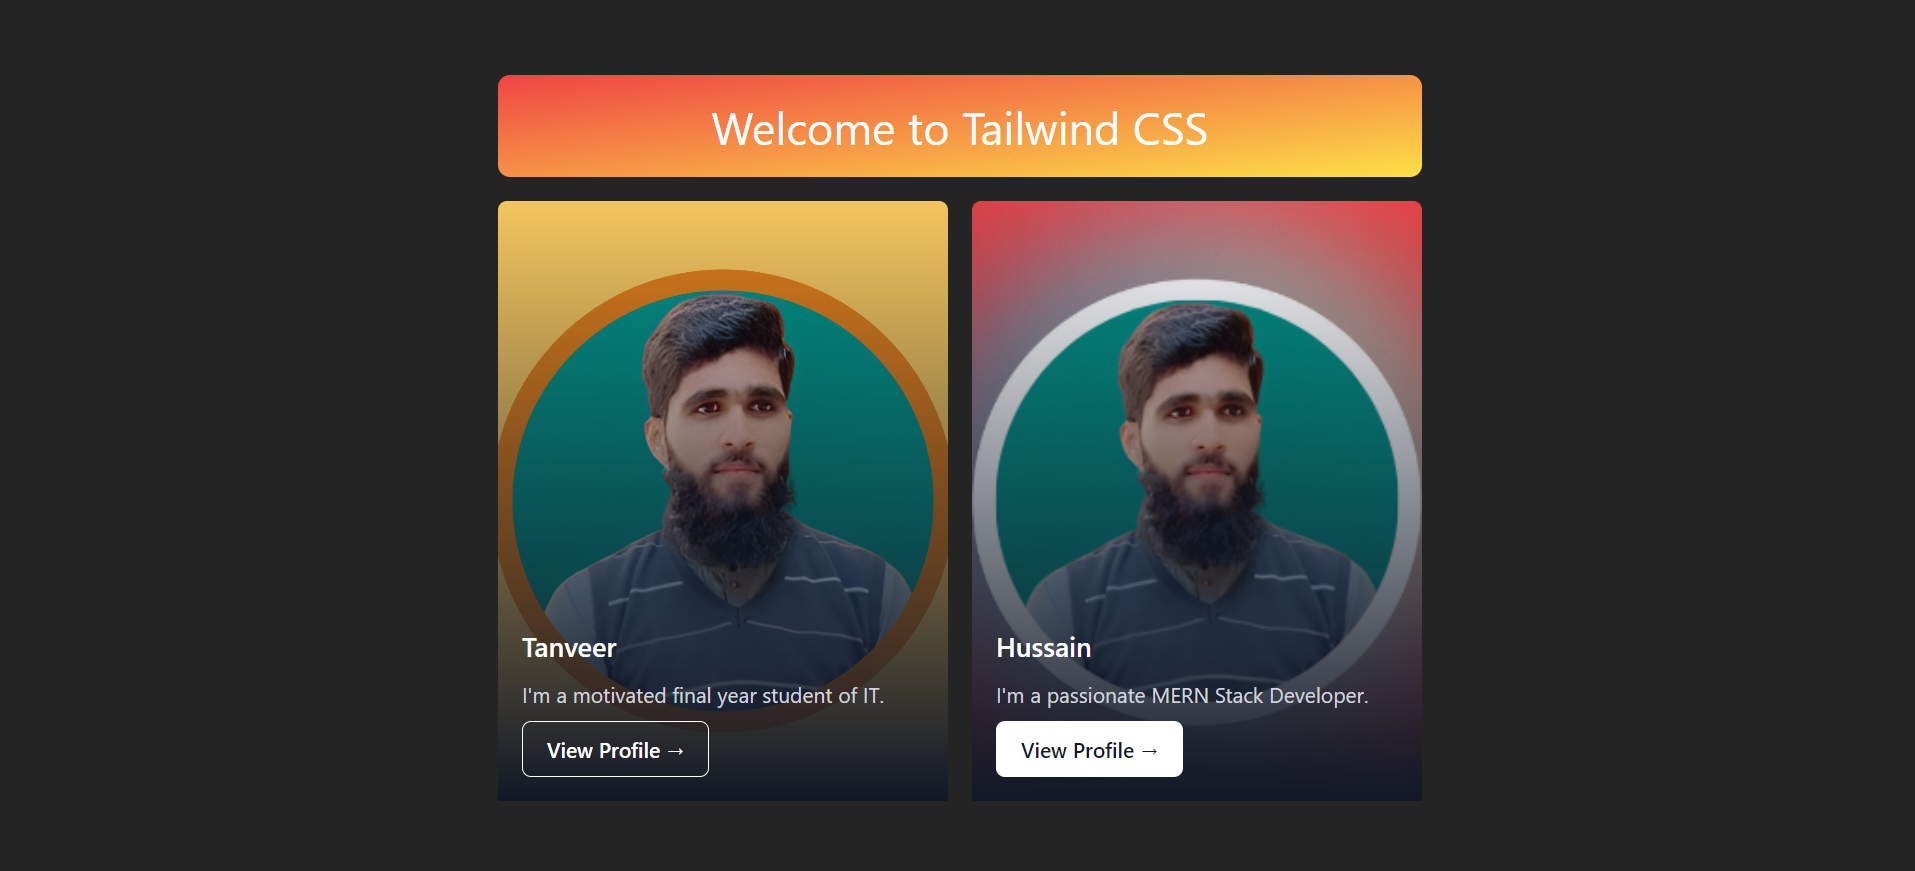 Welcome to Tailwind CSS
Tanveer
I'm a motivated final year student of IT.
View Profile →
Hussain
I'm a passionate MERN Stack Developer.
View Profile →